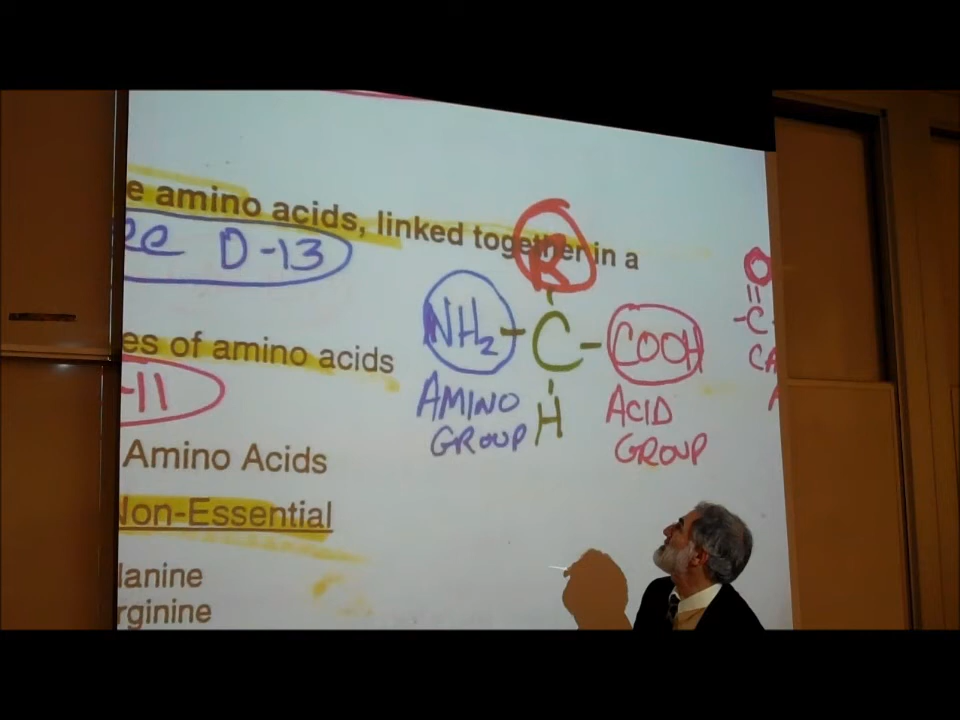 e amino acids, linked together in a
ee D-13
R
NH2 - C - COOH
H
AMINO
GROUP
ACID
GROUP
O
-C
CA
es of amino acids
-11
Amino Acids
Non-Essential
lanine
rginine